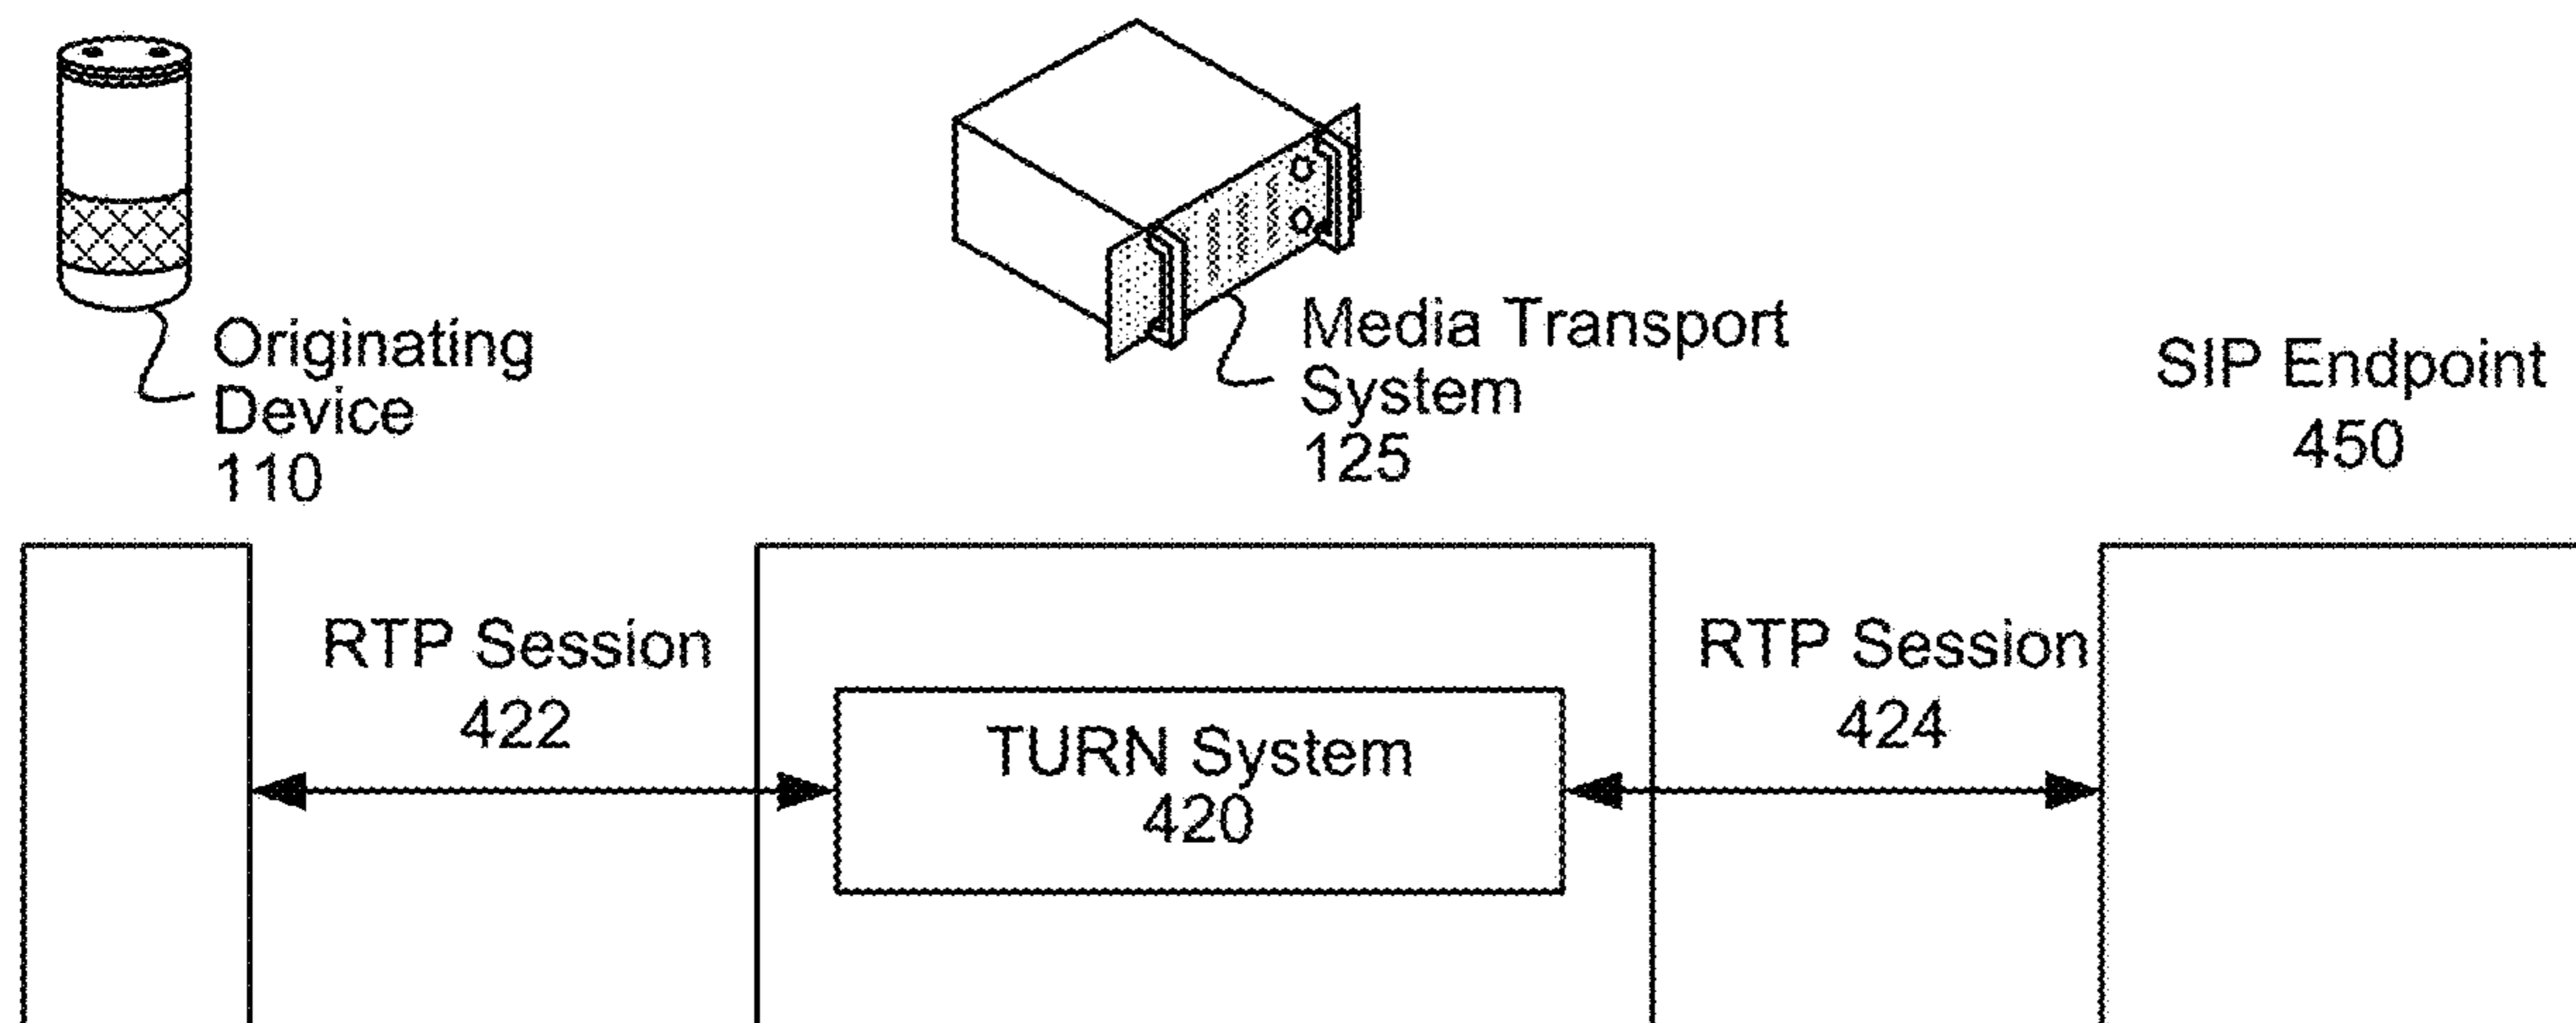 Originating
Device
110
Media Transport
System
125
SIP Endpoint
450
RTP Session
422
TURN System
420
RTP Session
424